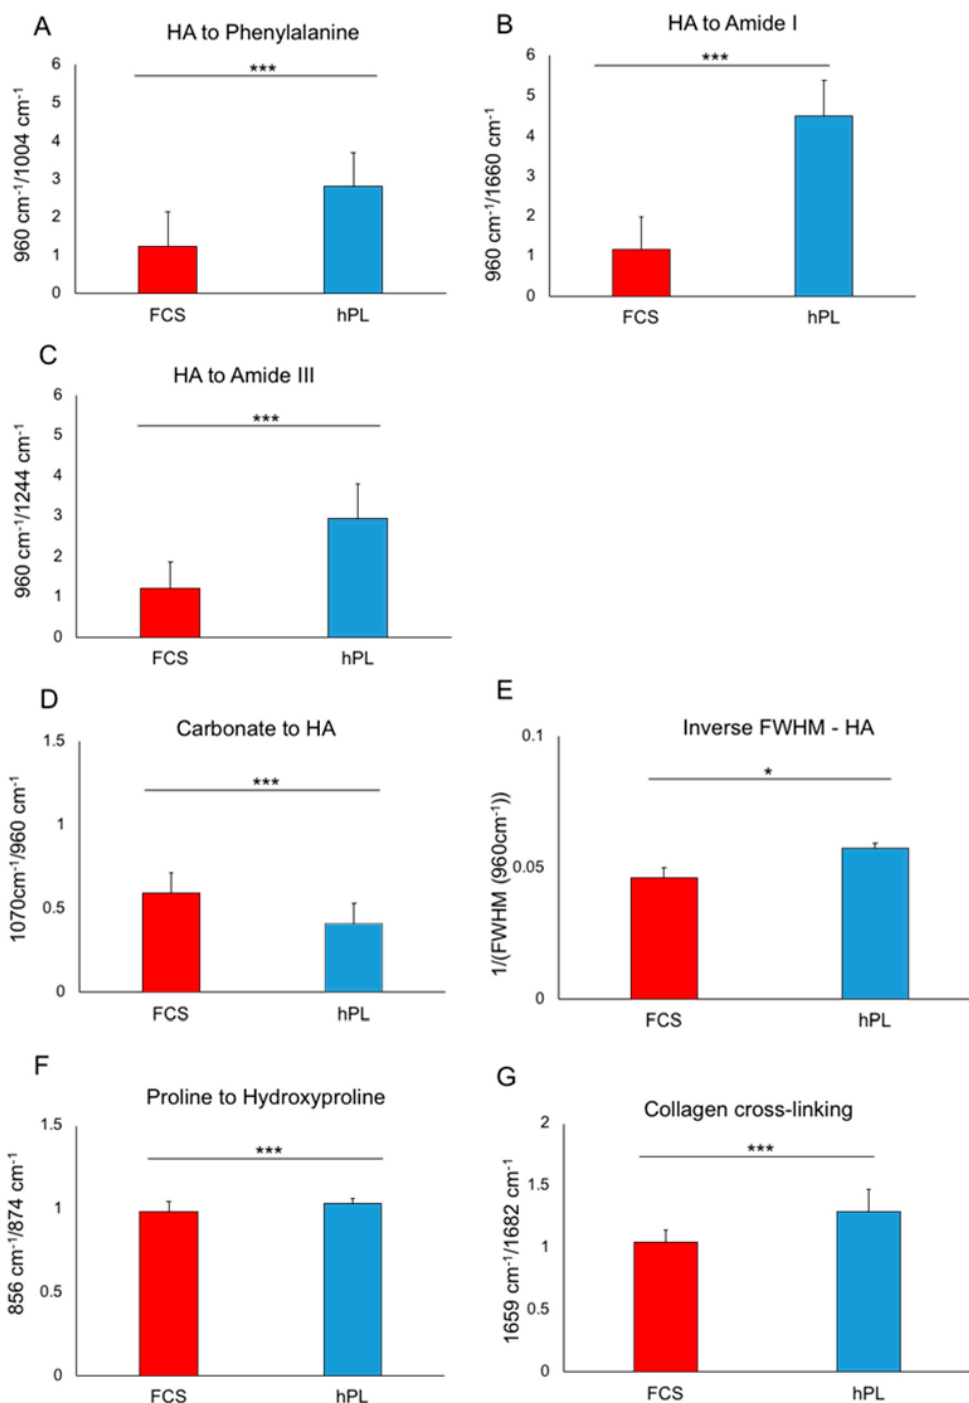 A
HA to Phenylalanine
960 cm⁻¹/1004 cm⁻¹
6
5
4
3
2
1
0
***
FCS
hPL
B
HA to Amide I
960 cm⁻¹/1660 cm⁻¹
6
5
4
3
2
1
0
***
FCS
hPL
C
HA to Amide III
960 cm⁻¹/1244 cm⁻¹
6
5
4
3
2
1
0
***
FCS
hPL
D
Carbonate to HA
1070cm⁻¹/960 cm⁻¹
1.5
1
0.5
0
***
FCS
hPL
E
Inverse FWHM - HA
1/(FWHM (960cm⁻¹))
0.1
0.05
0
*
FCS
hPL
F
Proline to Hydroxyproline
856 cm⁻¹/874 cm⁻¹
1.5
1
0.5
0
***
FCS
hPL
G
Collagen cross-linking
1659 cm⁻¹/1682 cm⁻¹
2
1.5
1
0.5
0
***
FCS
hPL